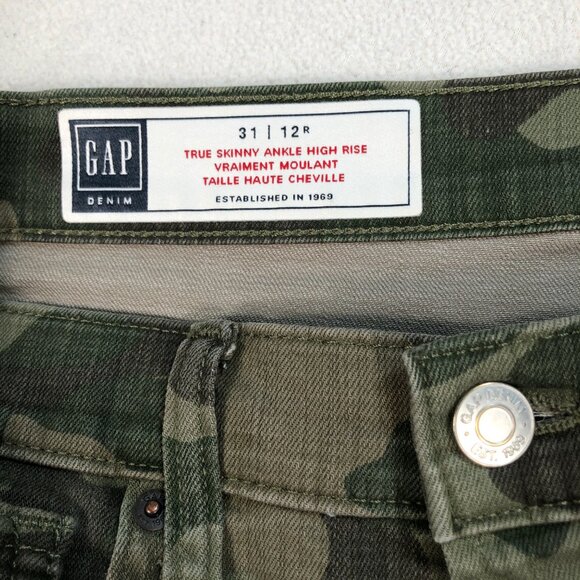 GAP
DENIM
31 | 12R
TRUE SKINNY ANKLE HIGH RISE
VRAIMENT MOULANT
TAILLE HAUTE CHEVILLE
ESTABLISHED IN 1969
GAP DENIM
EST. 1969